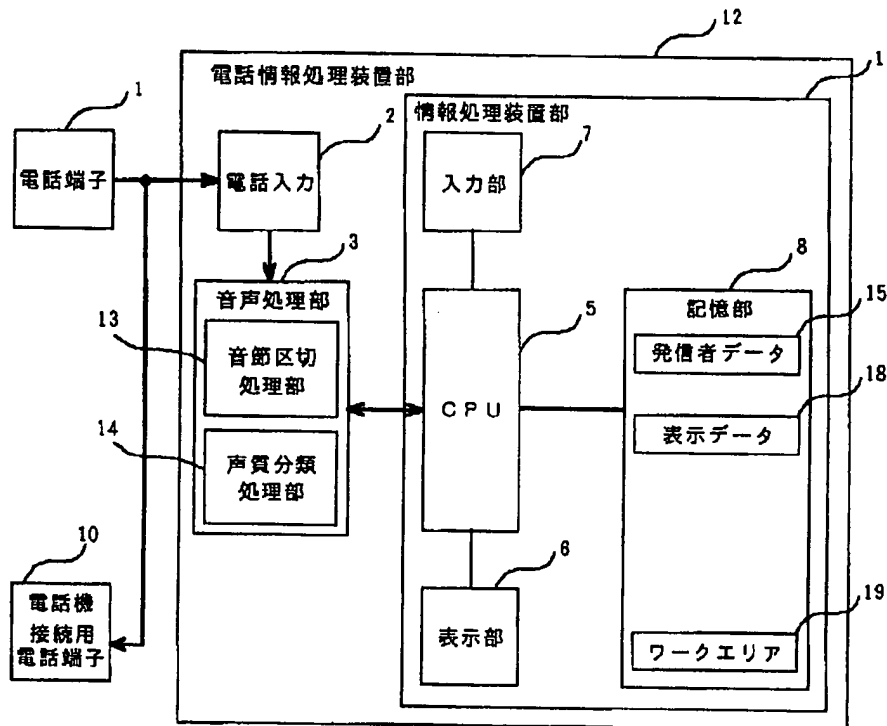 12
電話情報処理装置部
1
1
情報処理装置部
2
7
電話端子
電話入力
入力部
3
8
音声処理部
記憶部
15
13
5
発信者データ
音節区切
処理部
18
CPU
表示データ
14
声質分類
処理部
10
6
電話機
接続用
電話端子
19
表示部
ワークエリア